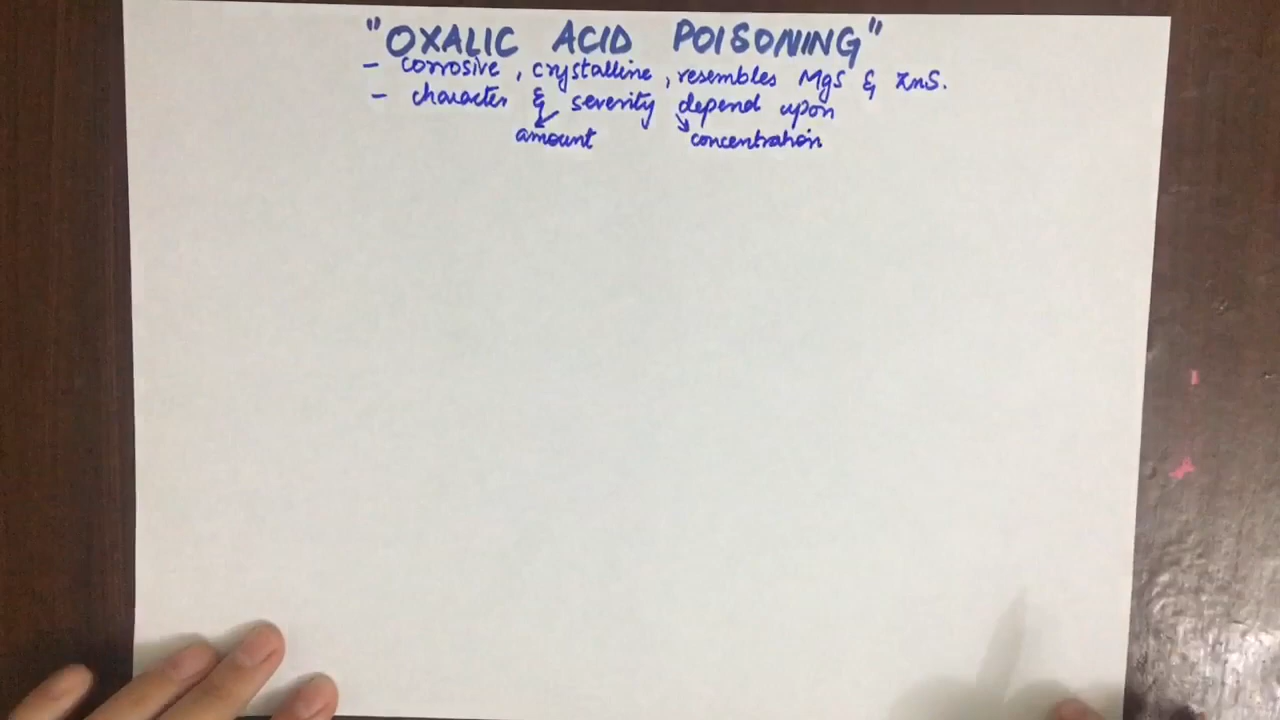 "OXALIC ACID POISONING"
- corrosive, crystalline, resembles MgS & ZnS.
- character & severity depend upon
amount concentration